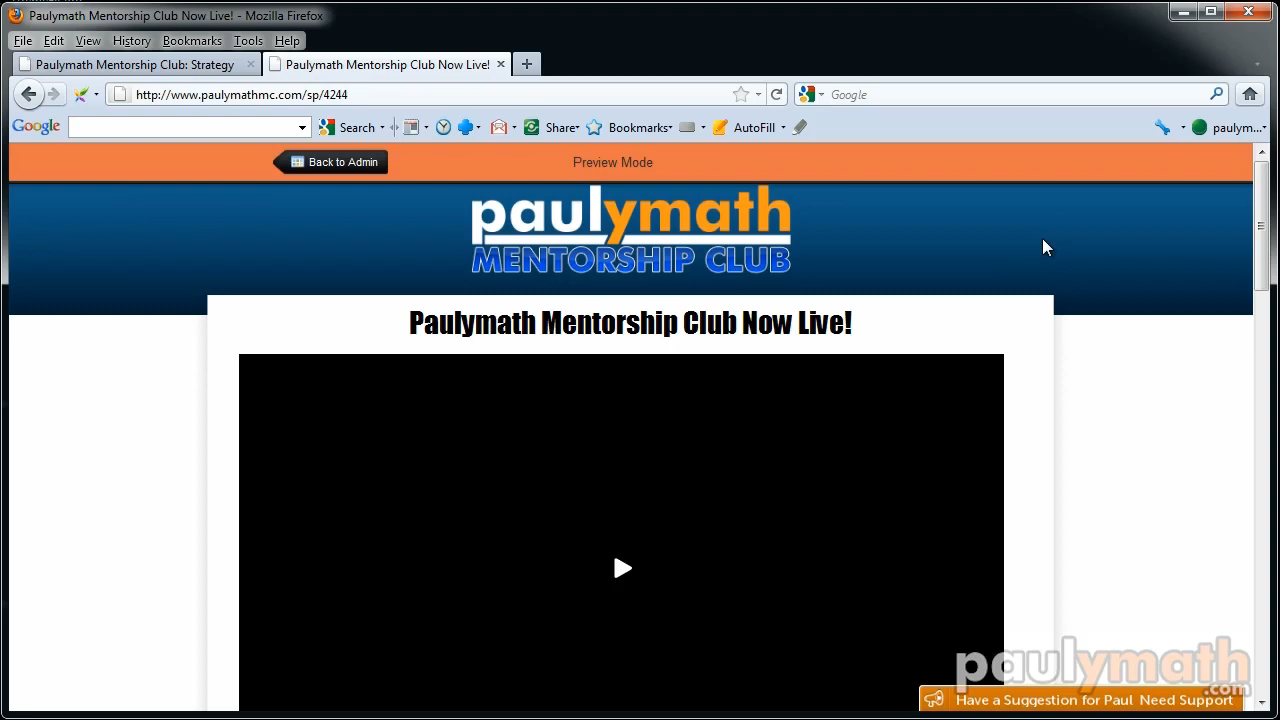 Paulymath Mentorship Club Now Live! - Mozilla Firefox
File Edit View History Bookmarks Tools Help
Paulymath Mentorship Club: Strategy
Paulymath Mentorship Club Now Live!
http://www.paulymathmc.com/sp/4244
Google
Google Search Share Bookmarks AutoFill paulym...
Back to Admin
Preview Mode
paulymath
MENTORSHIP CLUB
Paulymath Mentorship Club Now Live!
paulymath
.com
Have a Suggestion for Paul Need Support